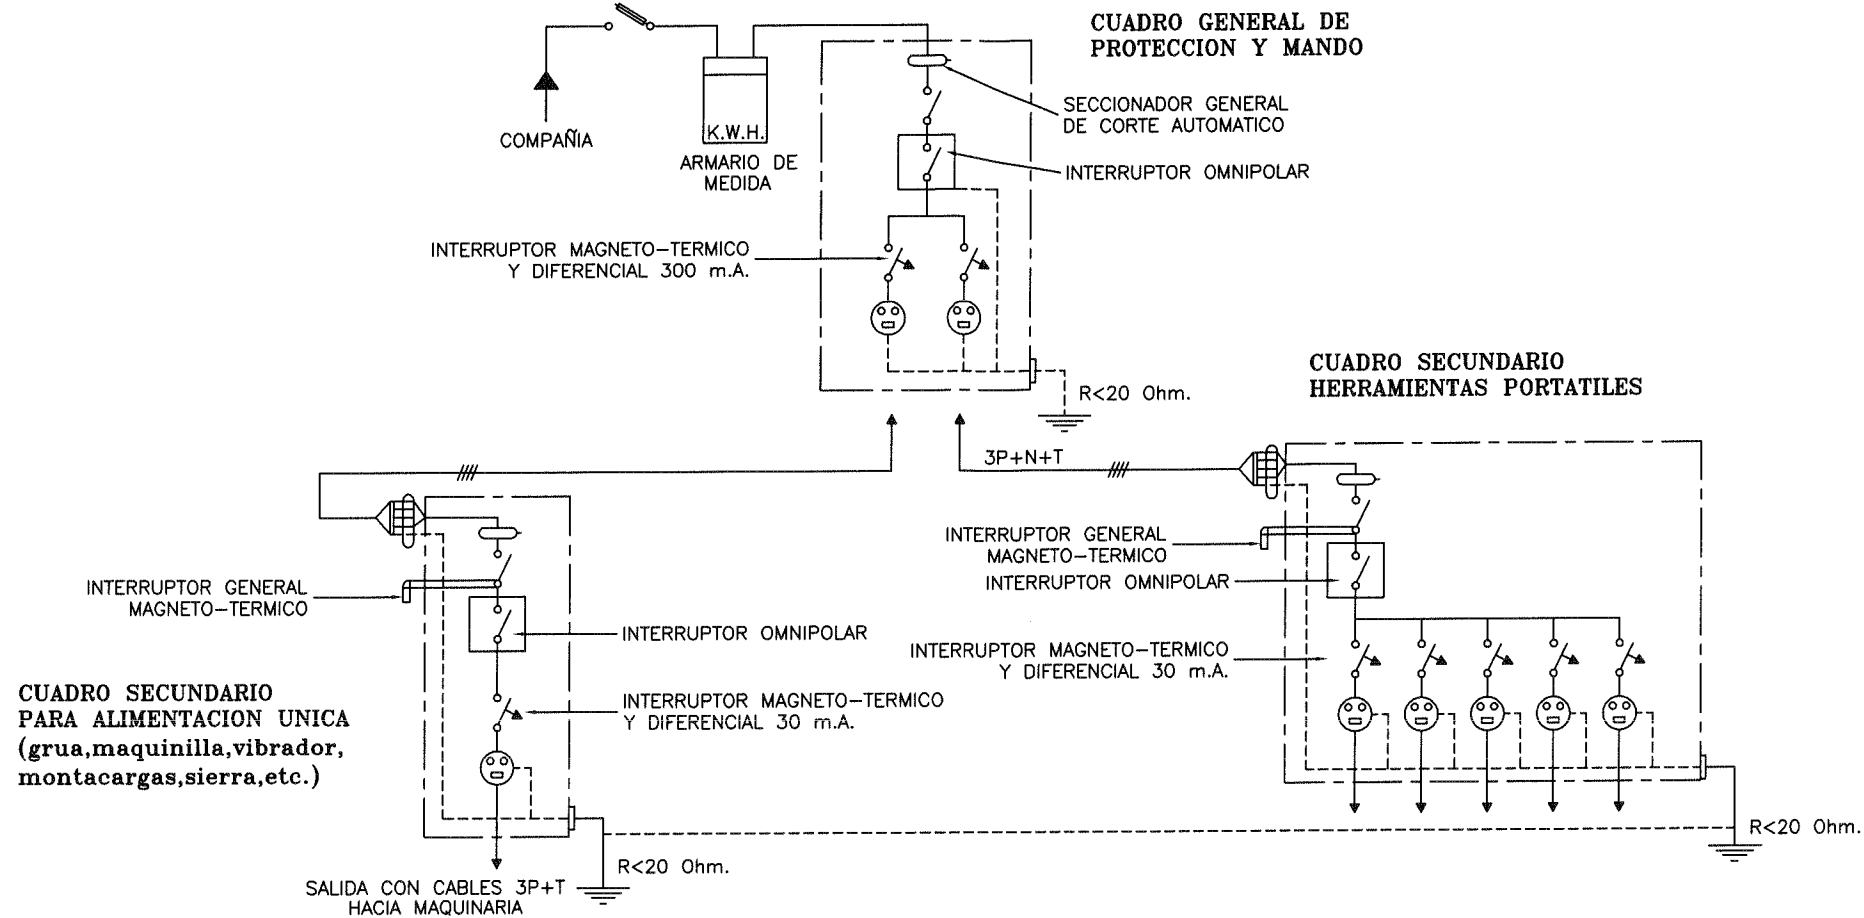 CUADRO GENERAL DE
PROTECCION Y MANDO
COMPAÑIA
K.W.H.
ARMARIO DE
MEDIDA
SECCIONADOR GENERAL
DE CORTE AUTOMATICO
INTERRUPTOR OMNIPOLAR
INTERRUPTOR MAGNETO-TERMICO
Y DIFERENCIAL 300 m.A.
R<20 Ohm.
CUADRO SECUNDARIO
HERRAMIENTAS PORTATILES
3P+N+T
INTERRUPTOR GENERAL
MAGNETO-TERMICO
INTERRUPTOR OMNIPOLAR
INTERRUPTOR MAGNETO-TERMICO
Y DIFERENCIAL 30 m.A.
R<20 Ohm.
INTERRUPTOR GENERAL
MAGNETO-TERMICO
INTERRUPTOR OMNIPOLAR
INTERRUPTOR MAGNETO-TERMICO
Y DIFERENCIAL 30 m.A.
CUADRO SECUNDARIO
PARA ALIMENTACION UNICA
(grua,maquinilla,vibrador,
montacargas,sierra,etc.)
R<20 Ohm.
SALIDA CON CABLES 3P+T
HACIA MAQUINARIA